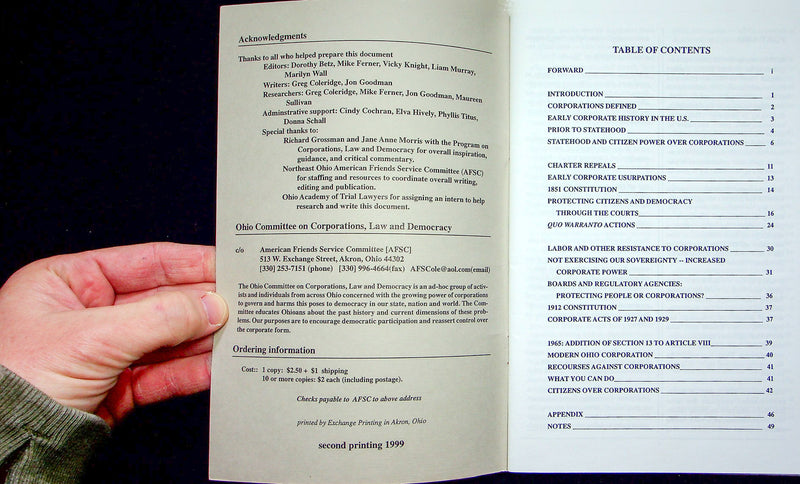 Acknowledgments
Thanks to all who helped prepare this document
Editors: Dorothy Betz, Mike Ferner, Vicky Knight, Liam Murray,
Marilyn Wall
Writers: Greg Coleridge, Jon Goodman
Researchers: Greg Coleridge, Mike Ferner, Jon Goodman, Maureen
Sullivan
Adminstrative support: Cindy Cochran, Elva Hively, Phyllis Titus,
Donna Schall
Special thanks to:
Richard Grossman and Jane Anne Morris with the Program on
Corporations, Law and Democracy for overall inspiration,
guidance, and critical commentary.
Northeast Ohio American Friends Service Committee (AFSC)
for staffing and resources to coordinate overall writing,
editing and publication.
Ohio Academy of Trial Lawyers for assigning an intern to help
research and write this document.
Ohio Committee on Corporations, Law and Democracy
c/o American Friends Service Committee [AFSC]
513 W. Exchange Street, Akron, Ohio 44302
[330] 253-7151 (phone) [330] 996-4664(fax) AFSCole@aol.com(email)
The Ohio Committee on Corporations, Law and Democracy is an ad-hoc group of activ-
ists and individuals from across Ohio concerned with the growing power of corporations
to govern and harms this poses to democracy in our state, nation and world. The Com-
mittee educates Ohioans about the past history and current dimensions of these prob-
lems. Our purposes are to encourage democratic participation and reassert control over
the corporate form.
Ordering information
Cost:: 1 copy: $2.50 + $1 shipping
10 or more copies: $2 each (including postage).
Checks payable to AFSC to above address
printed by Exchange Printing in Akron, Ohio
second printing 1999
TABLE OF CONTENTS
FORWARD i
INTRODUCTION 1
CORPORATIONS DEFINED 2
EARLY CORPORATE HISTORY IN THE U.S. 3
PRIOR TO STATEHOOD 4
STATEHOOD AND CITIZEN POWER OVER CORPORATIONS 6
CHARTER REPEALS 11
EARLY CORPORATE USURPATIONS 13
1851 CONSTITUTION 14
PROTECTING CITIZENS AND DEMOCRACY
THROUGH THE COURTS 16
QUO WARRANTO ACTIONS 24
LABOR AND OTHER RESISTANCE TO CORPORATIONS 30
NOT EXERCISING OUR SOVEREIGNTY -- INCREASED
CORPORATE POWER 31
BOARDS AND REGULATORY AGENCIES:
PROTECTING PEOPLE OR CORPORATIONS? 36
1912 CONSTITUTION 37
CORPORATE ACTS OF 1927 AND 1929 37
1965: ADDITION OF SECTION 13 TO ARTICLE VIII 39
MODERN OHIO CORPORATION 40
RECOURSES AGAINST CORPORATIONS 41
WHAT YOU CAN DO 41
CITIZENS OVER CORPORATIONS 42
APPENDIX 46
NOTES 49